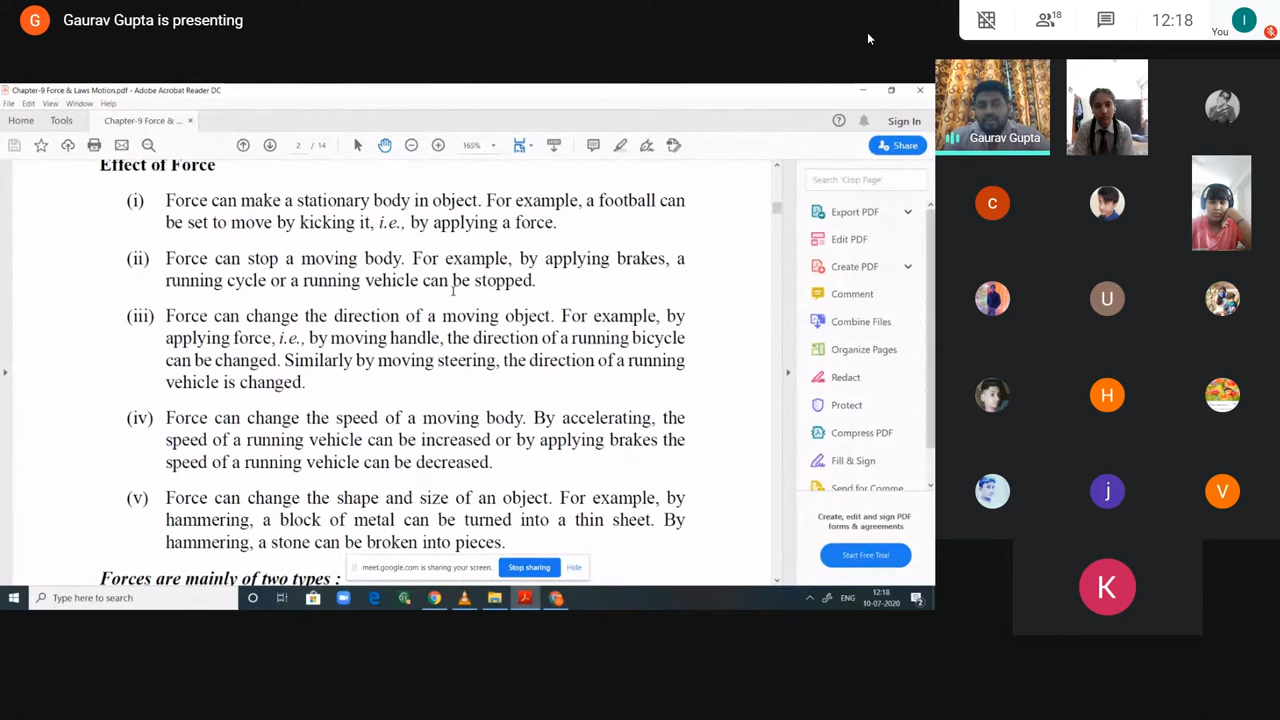 G
Gaurav Gupta is presenting
18
12:18
You
I
Chapter-9 Force & Laws Motion.pdf - Adobe Acrobat Reader DC
File Edit View Window Help
Home Tools Chapter-9 Force & ... × Sign In
2 / 14 165% Share
Effect of Force
(i) Force can make a stationary body in object. For example, a football can
be set to move by kicking it, i.e., by applying a force.
(ii) Force can stop a moving body. For example, by applying brakes, a
running cycle or a running vehicle can be stopped.
(iii) Force can change the direction of a moving object. For example, by
applying force, i.e., by moving handle, the direction of a running bicycle
can be changed. Similarly by moving steering, the direction of a running
vehicle is changed.
(iv) Force can change the speed of a moving body. By accelerating, the
speed of a running vehicle can be increased or by applying brakes the
speed of a running vehicle can be decreased.
(v) Force can change the shape and size of an object. For example, by
hammering, a block of metal can be turned into a thin sheet. By
hammering, a stone can be broken into pieces.
Forces are mainly of two types :
meet.google.com is sharing your screen. Stop sharing Hide
Search 'Crop Page'
Export PDF
Edit PDF
Create PDF
Comment
Combine Files
Organize Pages
Redact
Protect
Compress PDF
Fill & Sign
Send for Comme
Create, edit and sign PDF
forms & agreements
Start Free Trial
Type here to search
ENG
12:18
10-07-2020
2
Gaurav Gupta
c
U
H
j
V
K